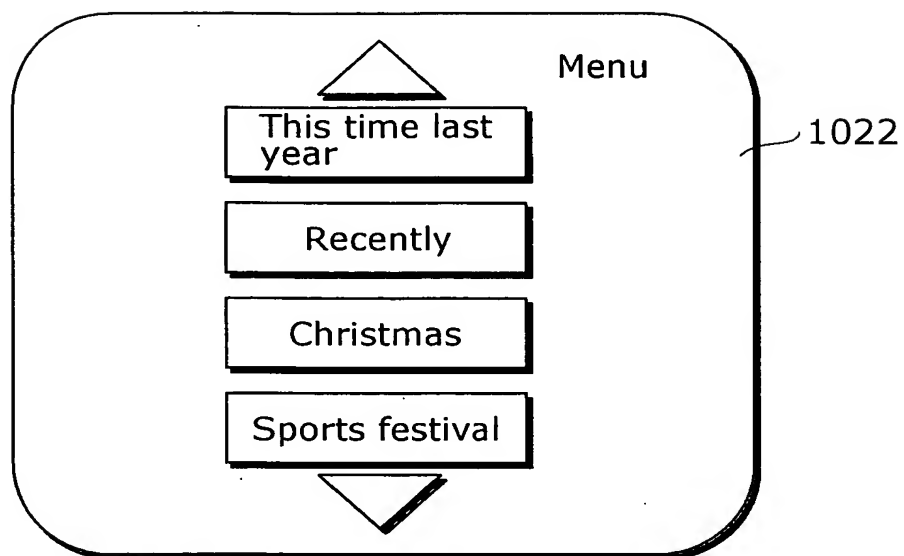 Menu
This time last
year
Recently
Christmas
Sports festival
1022